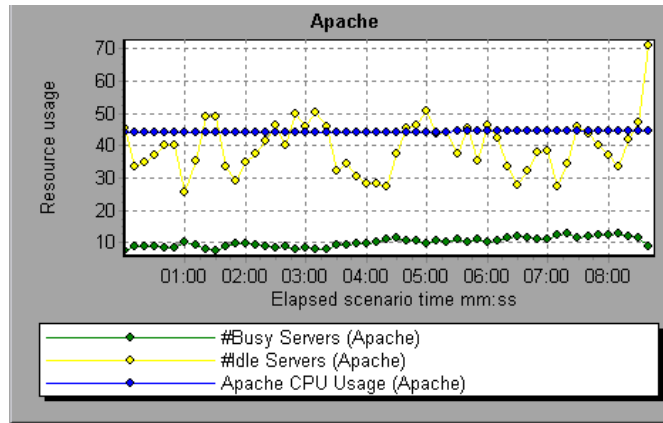 Apache
70
60
50
40
30
20
10
Resource usage
01:00 02:00 03:00 04:00 05:00 06:00 07:00 08:00
Elapsed scenario time mm:ss
#Busy Servers (Apache)
#Idle Servers (Apache)
Apache CPU Usage (Apache)